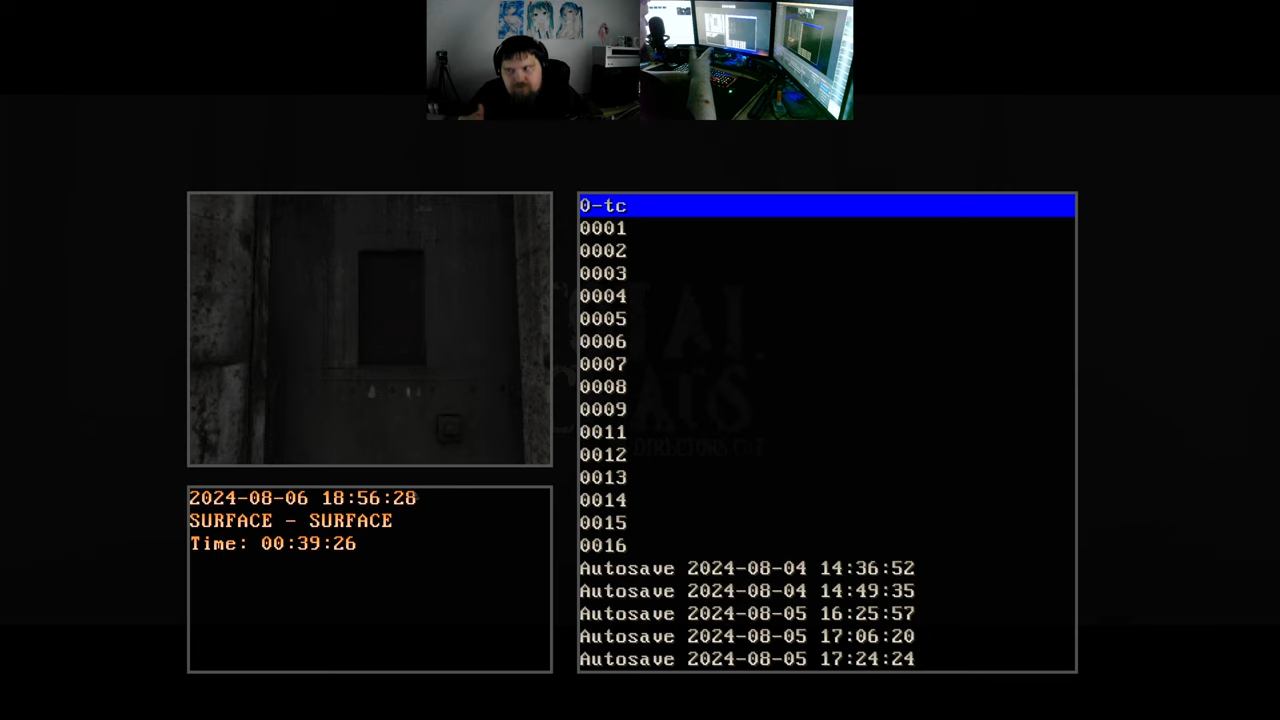 0-tc
0001
0002
0003
0004
0005
0006
0007
0008
0009
0011
0012
0013
0014
0015
0016
Autosave 2024-08-04 14:36:52
Autosave 2024-08-04 14:49:35
Autosave 2024-08-05 16:25:57
Autosave 2024-08-05 17:06:20
Autosave 2024-08-05 17:24:24
2024-08-06 18:56:28
SURFACE - SURFACE
Time: 00:39:26
DIRECTORS CUT